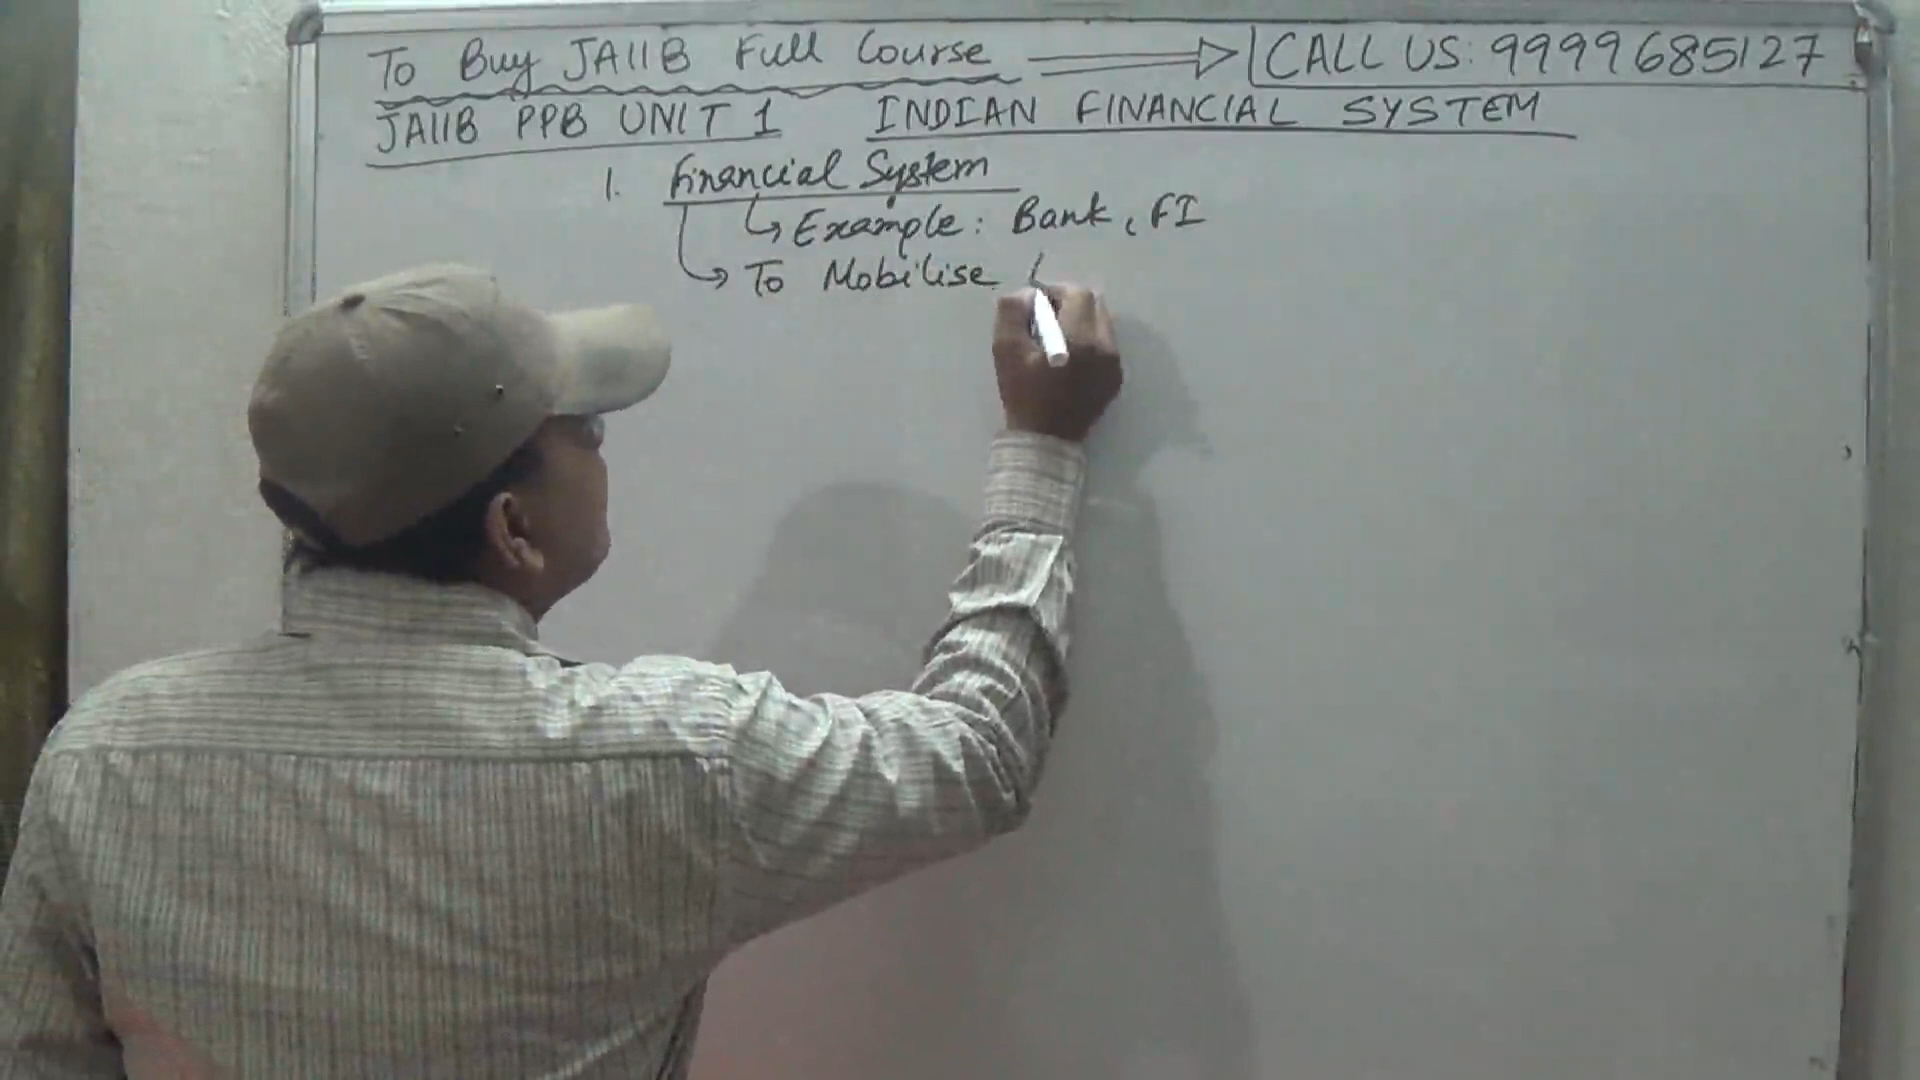 To Buy JAIIB Full Course → CALL US: 9999685127
JAIIB PPB UNIT 1 INDIAN FINANCIAL SYSTEM
1. Financial System
↳ Example: Bank, FI
↳ To Mobilise